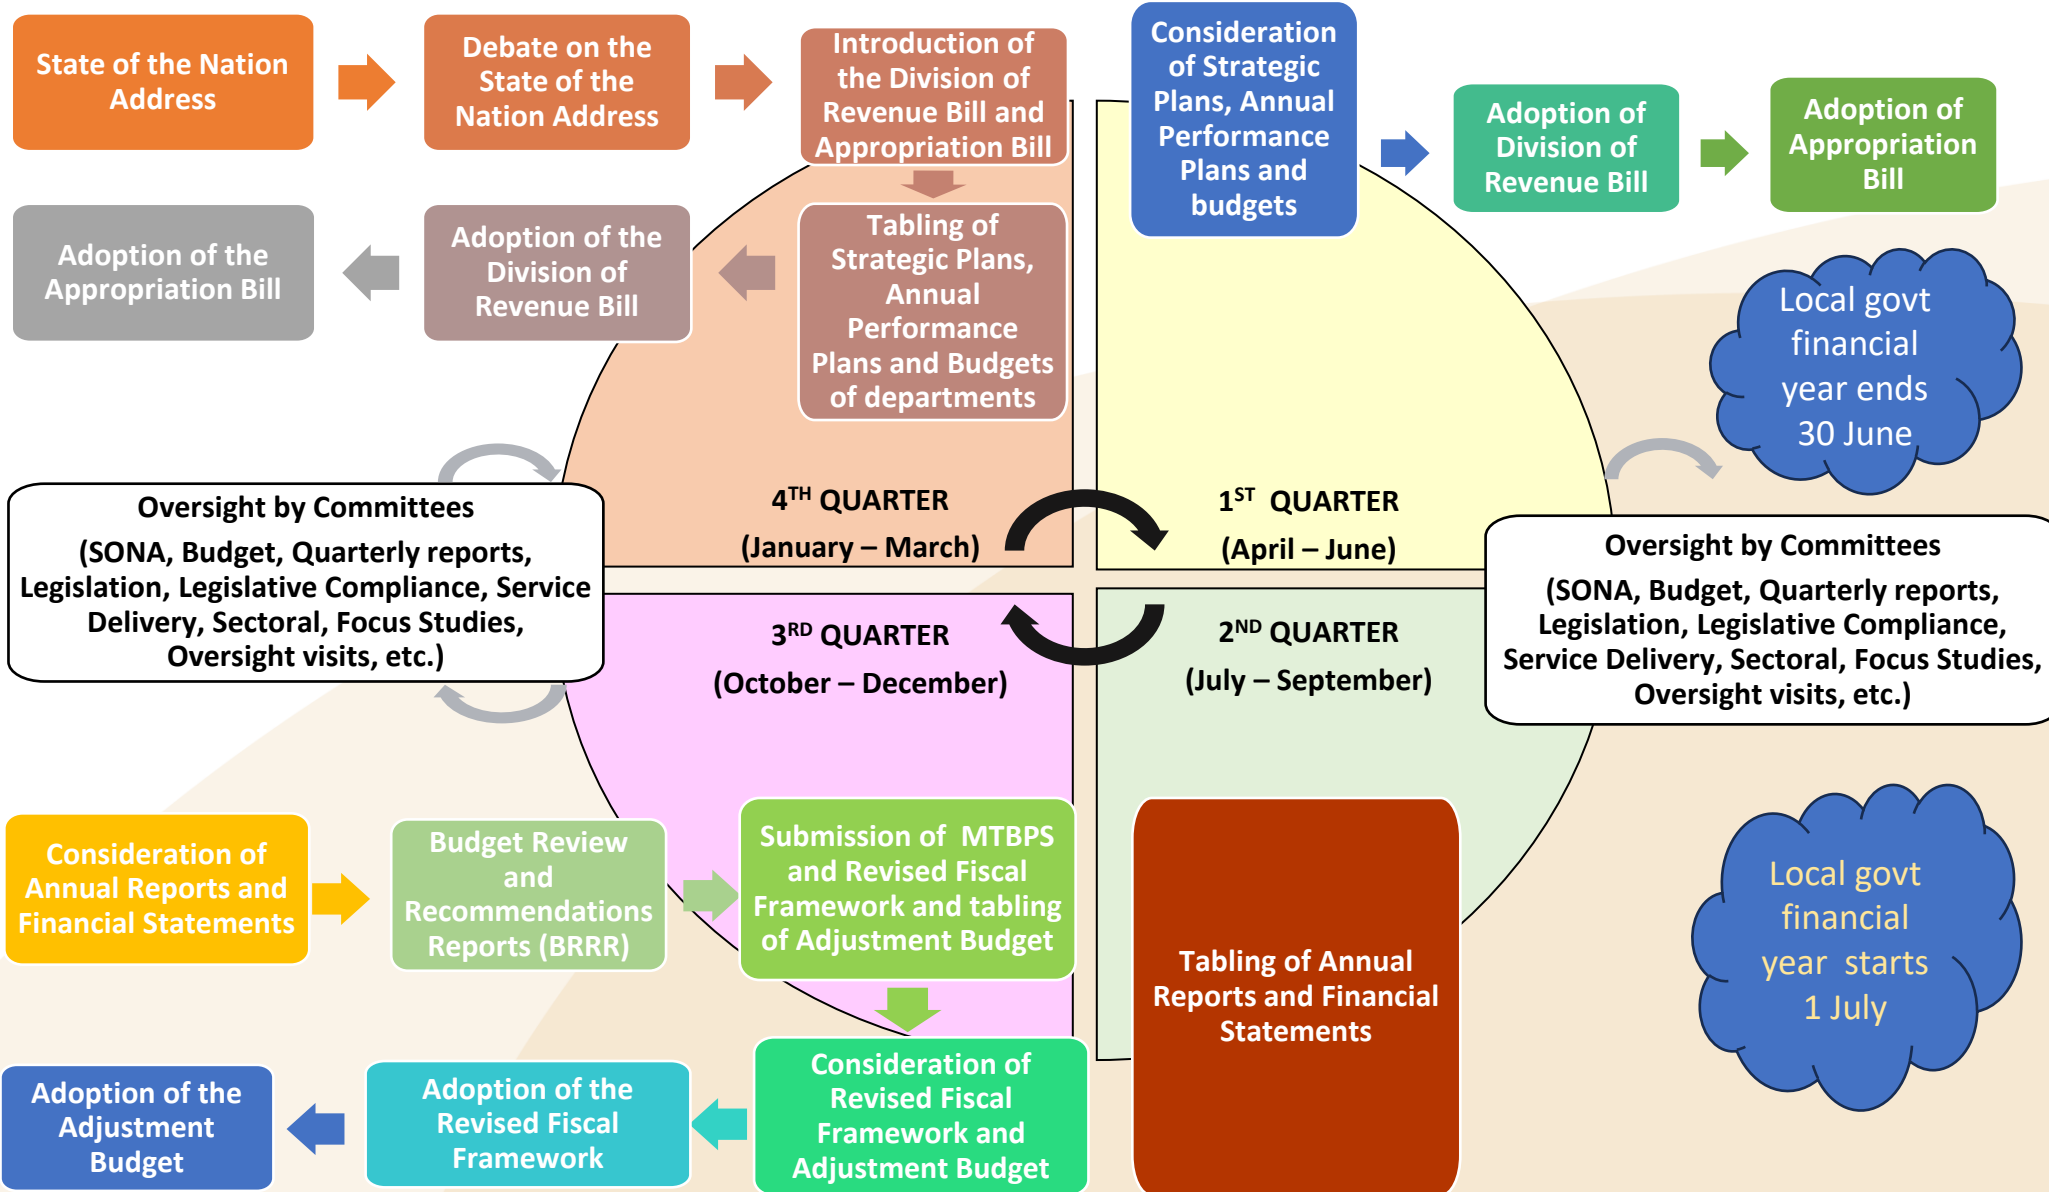 State of the Nation
Address
Debate on the
State of the
Nation Address
Introduction of
the Division of
Revenue Bill and
Appropriation Bill
Tabling of
Strategic Plans,
Annual
Performance
Plans and Budgets
of departments
Adoption of the
Division of
Revenue Bill
Adoption of the
Appropriation Bill
Consideration
of Strategic
Plans, Annual
Performance
Plans and
budgets
Adoption of
Division of
Revenue Bill
Adoption of
Appropriation
Bill
Local govt
financial
year ends
30 June
4TH QUARTER
(January – March)
1ST QUARTER
(April – June)
Oversight by Committees
(SONA, Budget, Quarterly reports,
Legislation, Legislative Compliance, Service
Delivery, Sectoral, Focus Studies,
Oversight visits, etc.)
3RD QUARTER
(October – December)
2ND QUARTER
(July – September)
Oversight by Committees
(SONA, Budget, Quarterly reports,
Legislation, Legislative Compliance,
Service Delivery, Sectoral, Focus Studies,
Oversight visits, etc.)
Consideration of
Annual Reports and
Financial Statements
Budget Review
and
Recommendations
Reports (BRRR)
Submission of MTBPS
and Revised Fiscal
Framework and tabling
of Adjustment Budget
Consideration of
Revised Fiscal
Framework and
Adjustment Budget
Adoption of the
Revised Fiscal
Framework
Adoption of the
Adjustment
Budget
Tabling of Annual
Reports and Financial
Statements
Local govt
financial
year starts
1 July